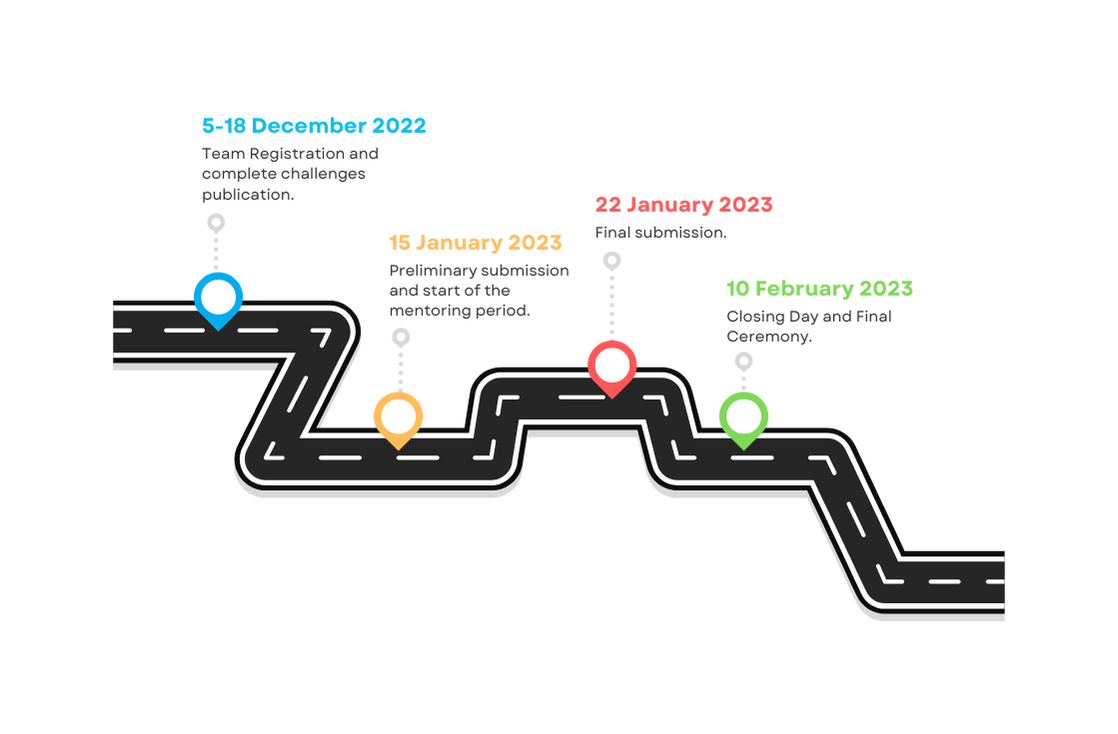 5-18 December 2022
Team Registration and
complete challenges
publication.
15 January 2023
Preliminary submission
and start of the
mentoring period.
22 January 2023
Final submission.
10 February 2023
Closing Day and Final
Ceremony.